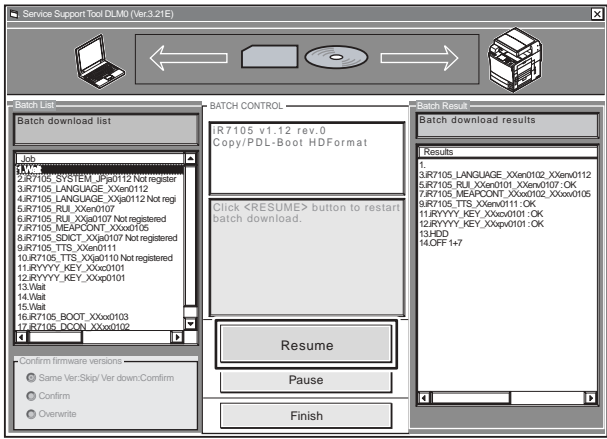 Service Support Tool DLM0 (Ver.3.21E)
Batch List
Batch download list
Job
2.iR7105_SYSTEM_JPja0112 Not register
3.iR7105_LANGUAGE_XXen0112
4.iR7105_LANGUAGE_XXja0112 Not regi
5.iR7105_RUI_XXen0107
6.iR7105_RUI_XXja0107 Not registered
7.iR7105_MEAPCONT_XXxx0105
8.iR7105_SDICT_XXja0107 Not registered
9.iR7105_TTS_XXen0111
10.iR7105_TTS_XXja0110 Not registered
11.iRYYYY_KEY_XXxc0101
12.iRYYYY_KEY_XXxp0101
13.Wait
14.Wait
15.Wait
16.iR7105_BOOT_XXxx0103
17.iR7105_DCON_XXxx0102
Confirm firmware versions
Same Ver:Skip/ Ver down:Comfirm
Confirm
Overwrite
BATCH CONTROL
iR7105 v1.12 rev.0
Copy/PDL-Boot HDFormat
Click <RESUME> button to restart
batch download.
Resume
Pause
Finish
Batch Result
Batch download results
Results
1.
3.iR7105_LANGUAGE_XXen0102_XXenv0112
5.iR7105_RUI_XXen0101_XXenv0107 : OK
7.iR7105_MEAPCONT_XXxx0102_XXxxv0105
9.iR7105_TTS_XXenv0111 : OK
11.iRYYYY_KEY_XXxcv0101 : OK
12.iRYYYY_KEY_XXxpv0101 : OK
13.HDD
14.OFF 1+7